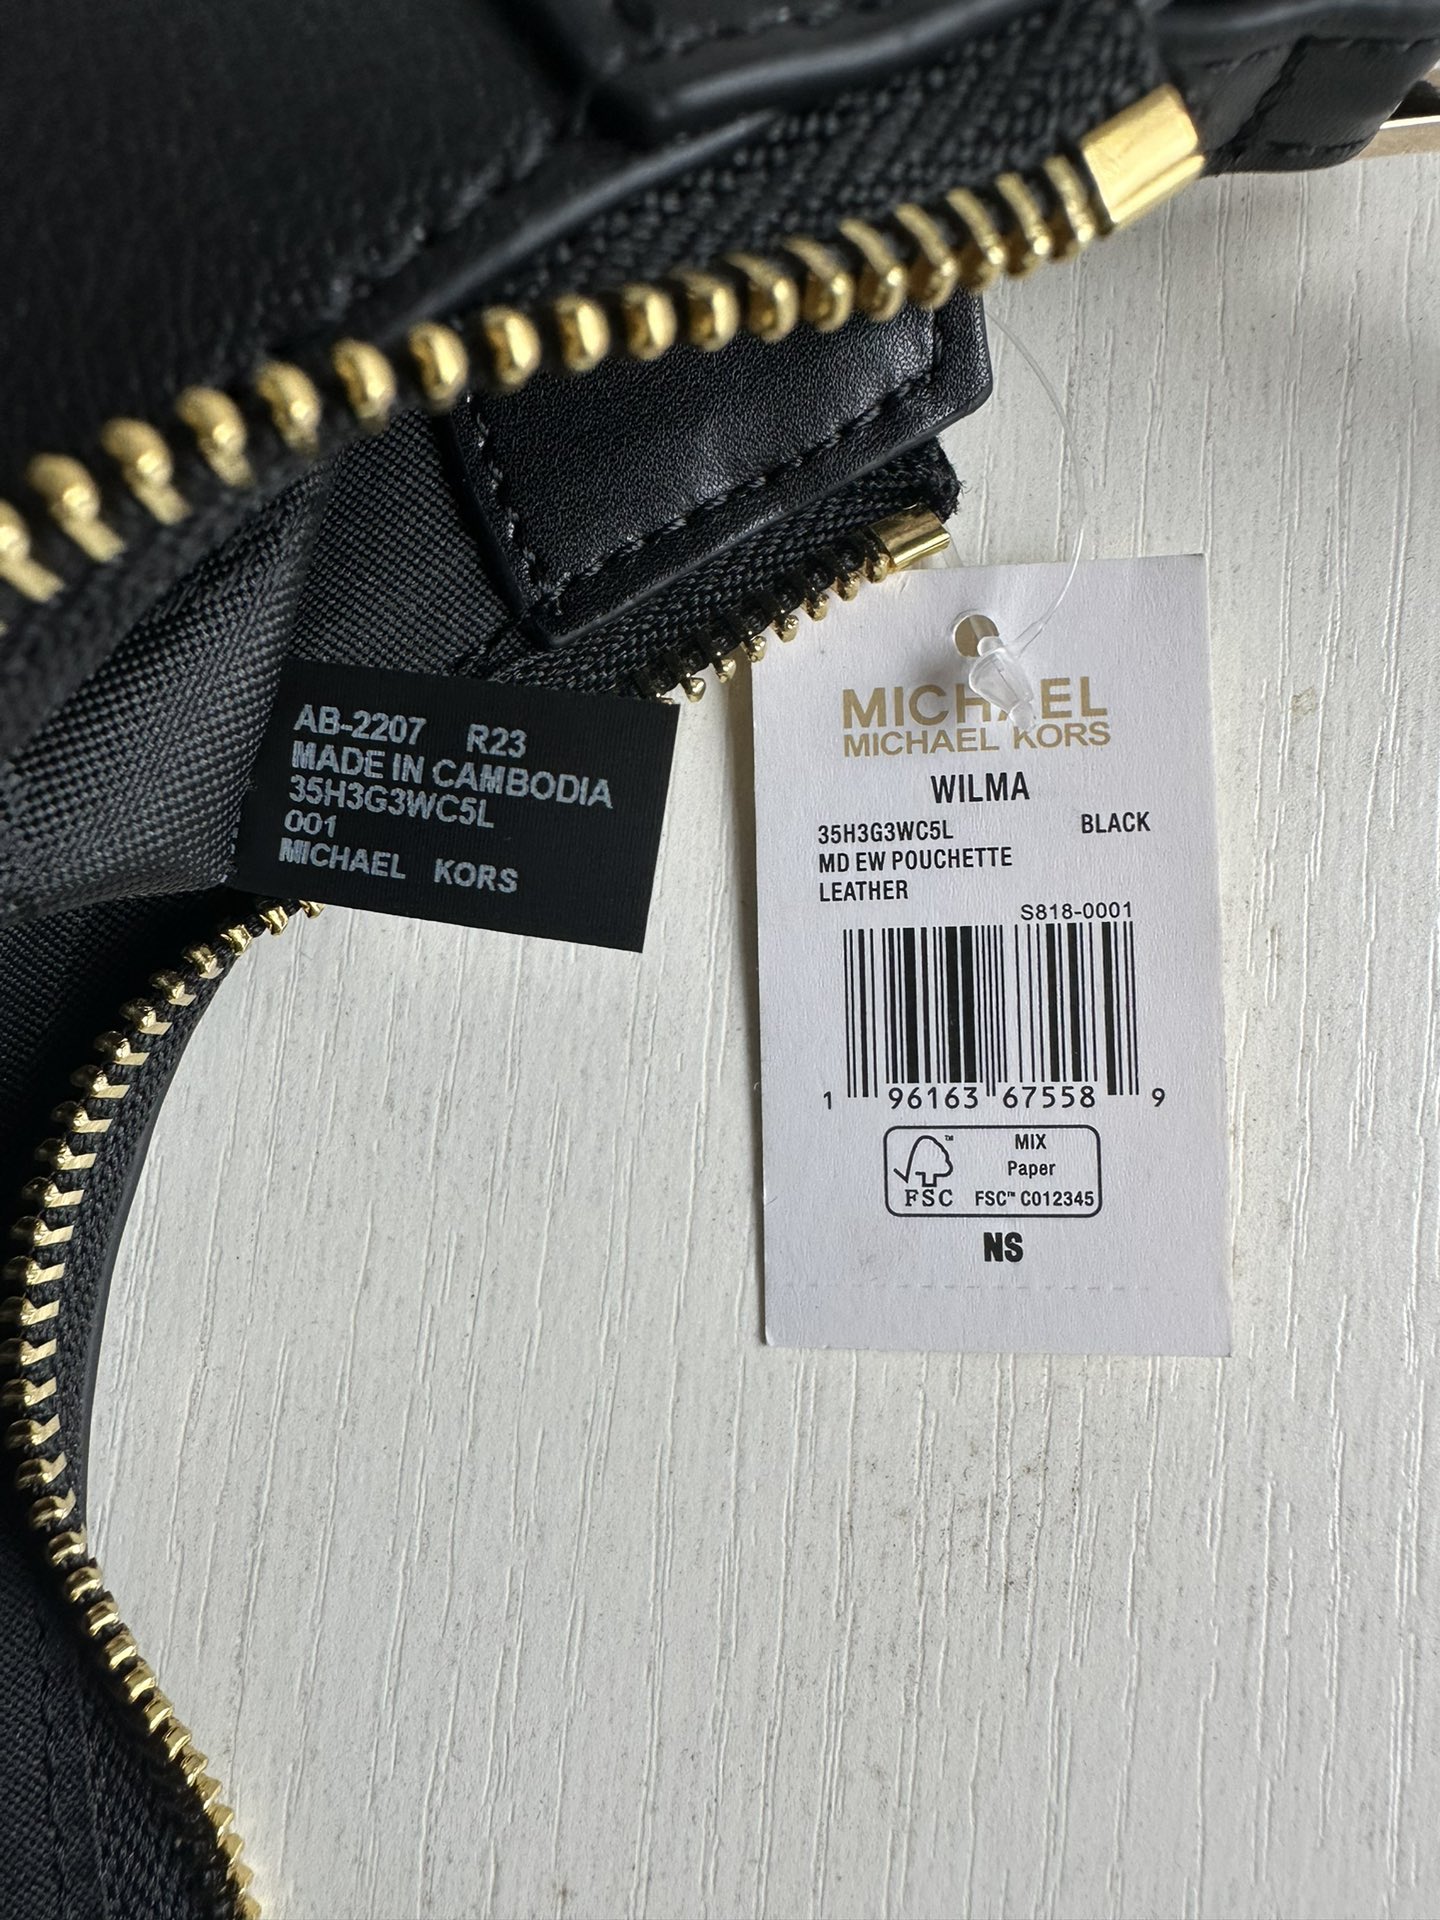 AB-2207 R23
MADE IN CAMBODIA
35H3G3WC5L
001
MICHAEL KORS
MICHAEL
MICHAEL KORS
WILMA
35H3G3WC5L BLACK
MD EW POUCHETTE
LEATHER
S818-0001
1 96163 67558 9
MIX
Paper
FSC™ C012345
FSC
NS